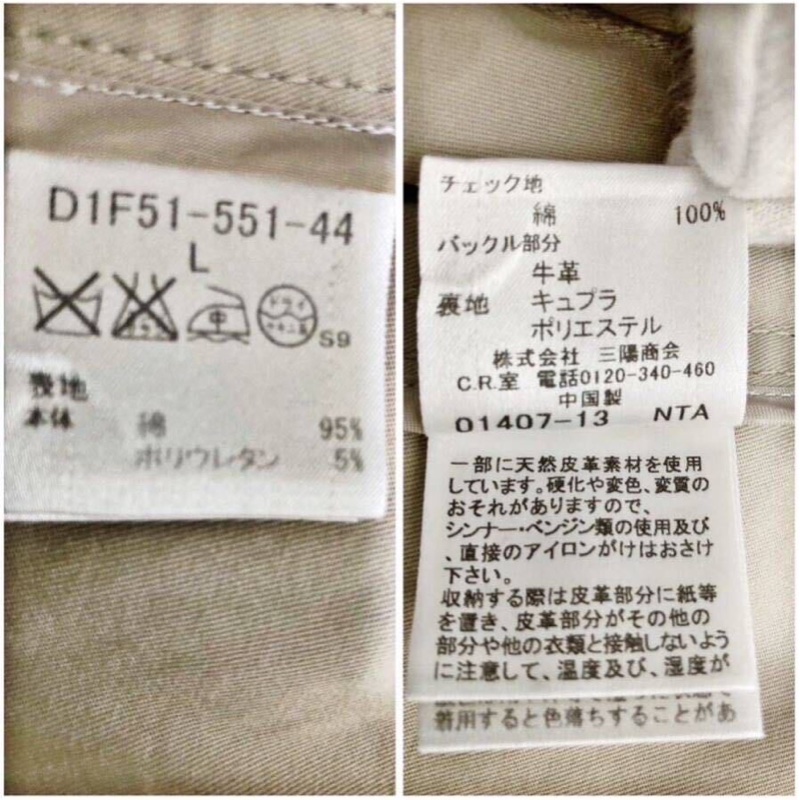 D1F51-551-44
L
中
ドライ
S9
表地
本体 綿 95%
ポリウレタン 5%
チェック地
綿 100%
バックル部分
牛革
裏地 キュプラ
ポリエステル
株式会社 三陽商会
C.R.室 電話0120-340-460
中国製
01407-13 NTA
一部に天然皮革素材を使用
しています。硬化や変色、変質の
おそれがありますので、
シンナー・ベンジン類の使用及び
、直接のアイロンがけはおさけ
下さい。
収納する際は皮革部分に紙等
を置き、皮革部分がその他の
部分や他の衣類と接触しないよう
に注意して、温度及び、湿度が
着用すると色落ちすることがあ